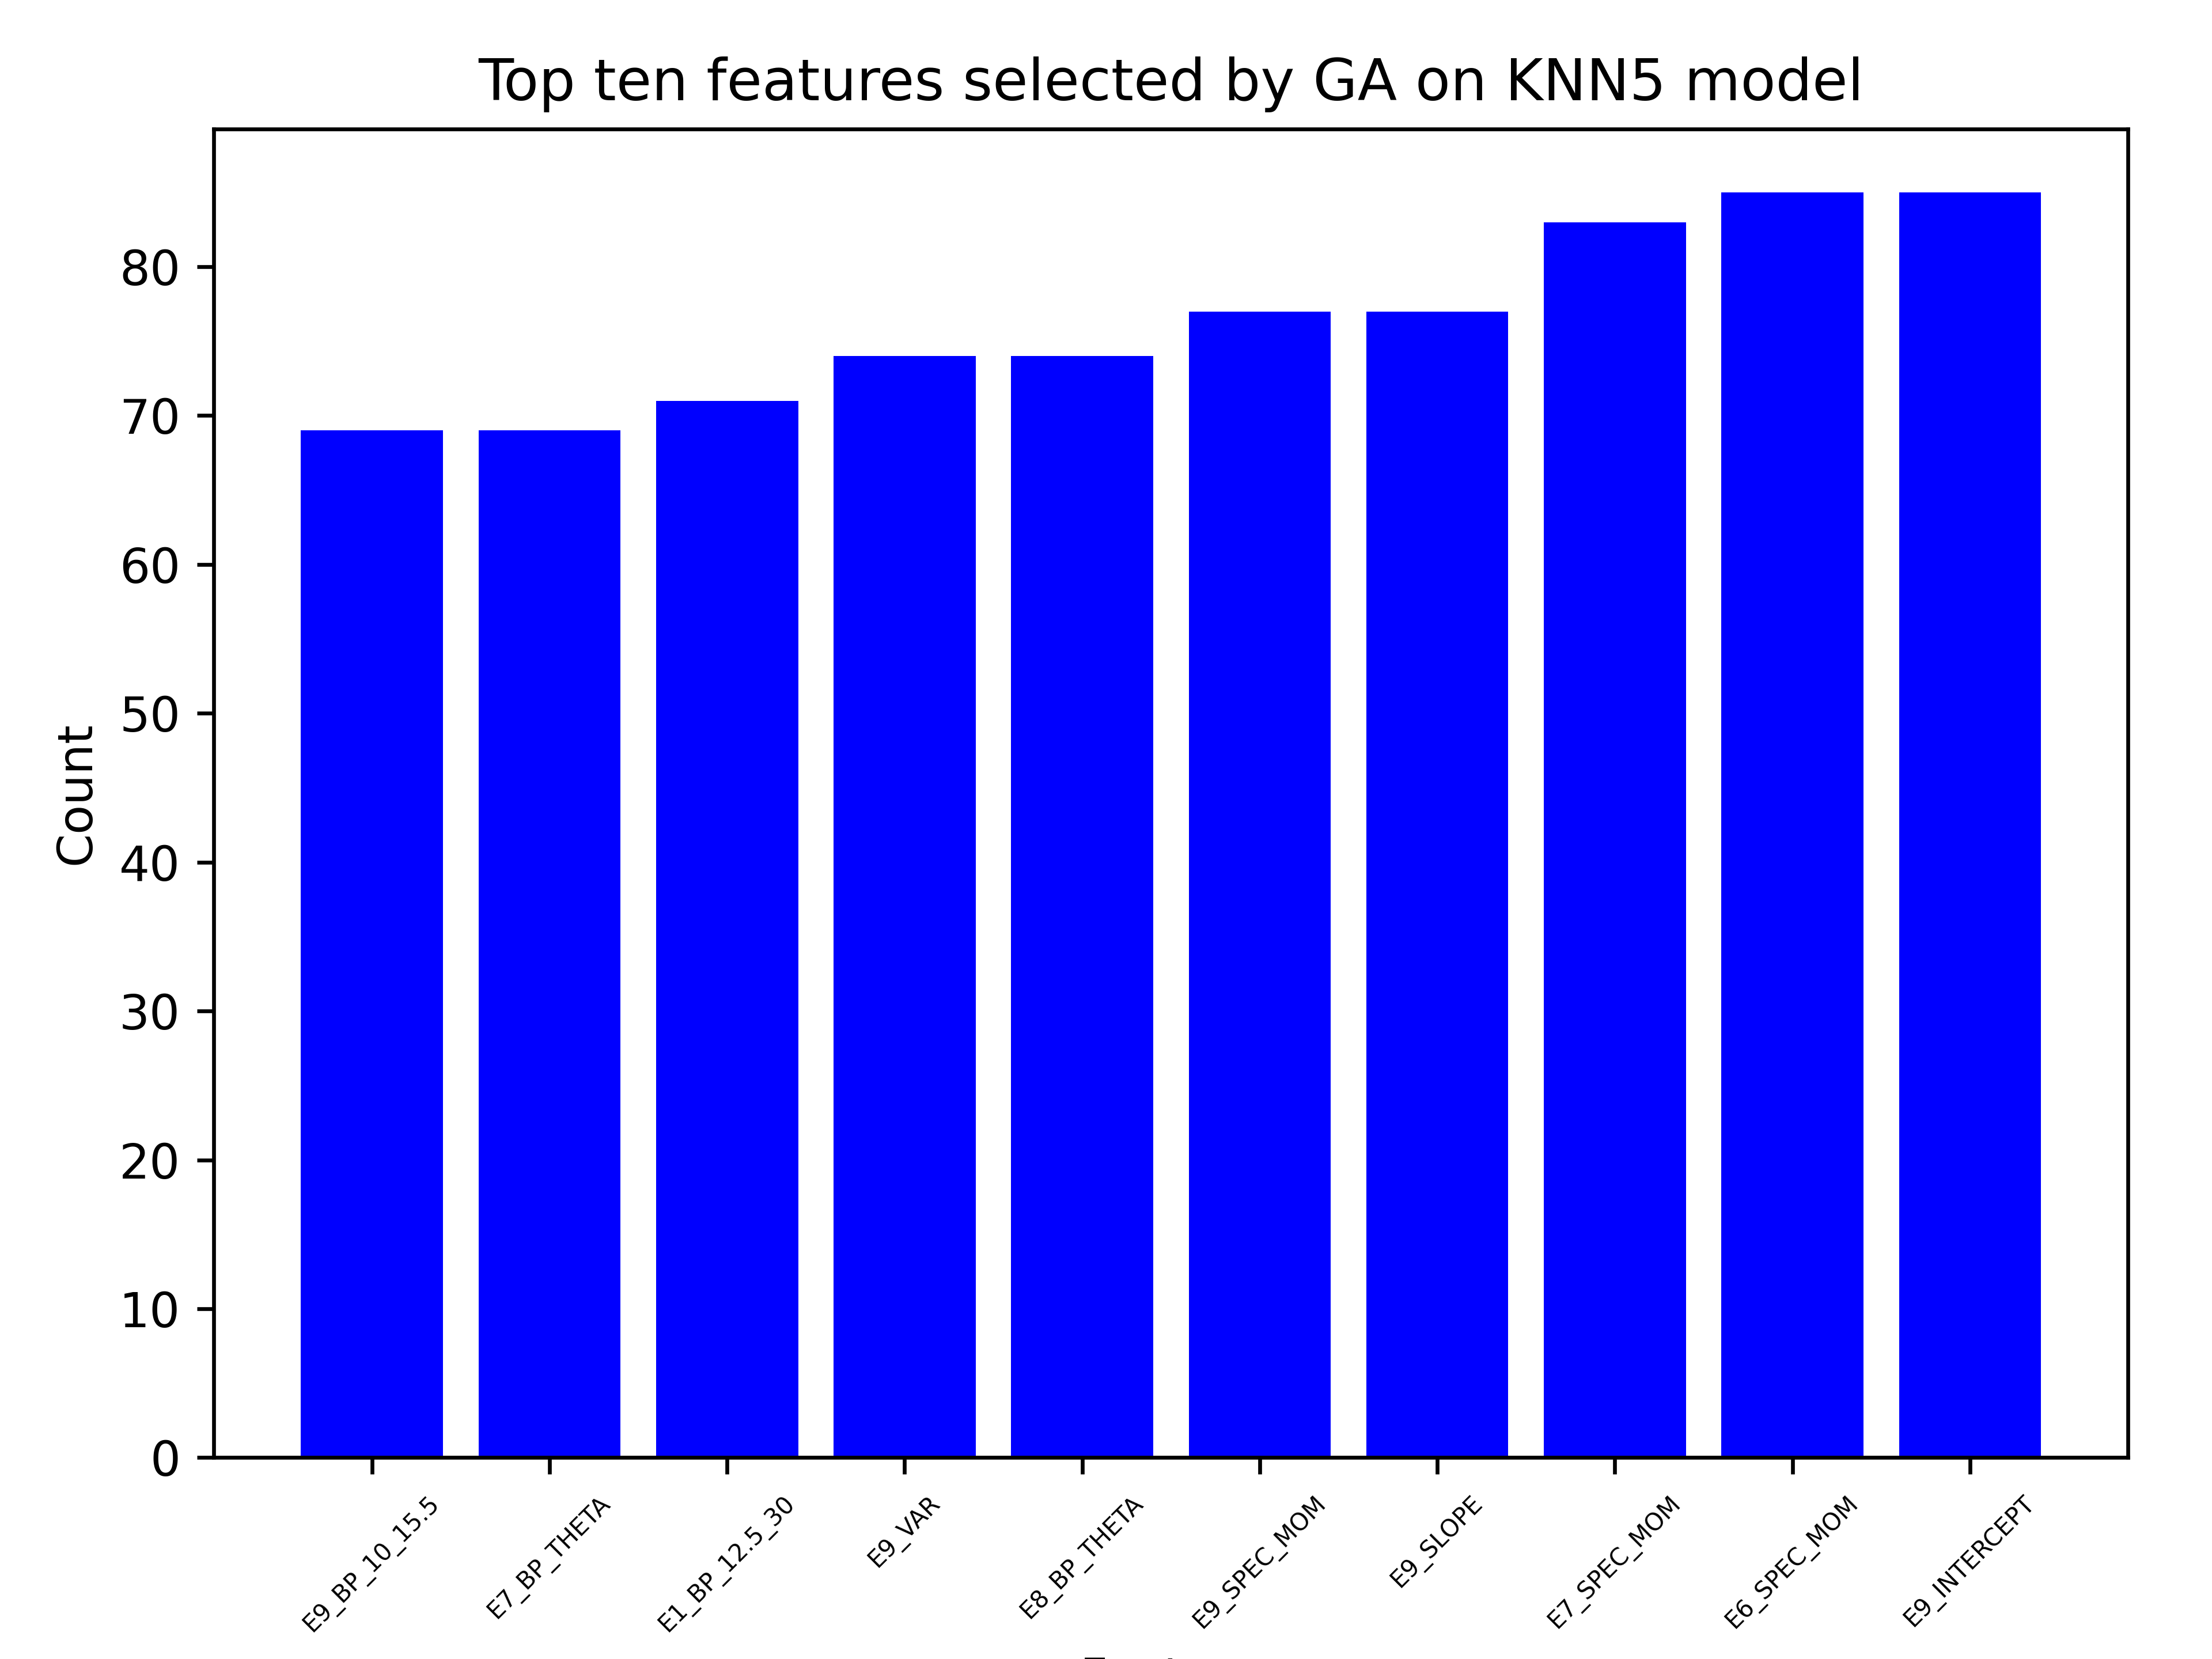 Top ten features selected by GA on KNN5 model
Count
80
70
60
50
40
30
20
10
0
E9_BP_10_15.5
E7_BP_THETA
E1_BP_12.5_30
E9_VAR
E8_BP_THETA
E9_SPEC_MOM
E9_SLOPE
E7_SPEC_MOM
E6_SPEC_MOM
E9_INTERCEPT